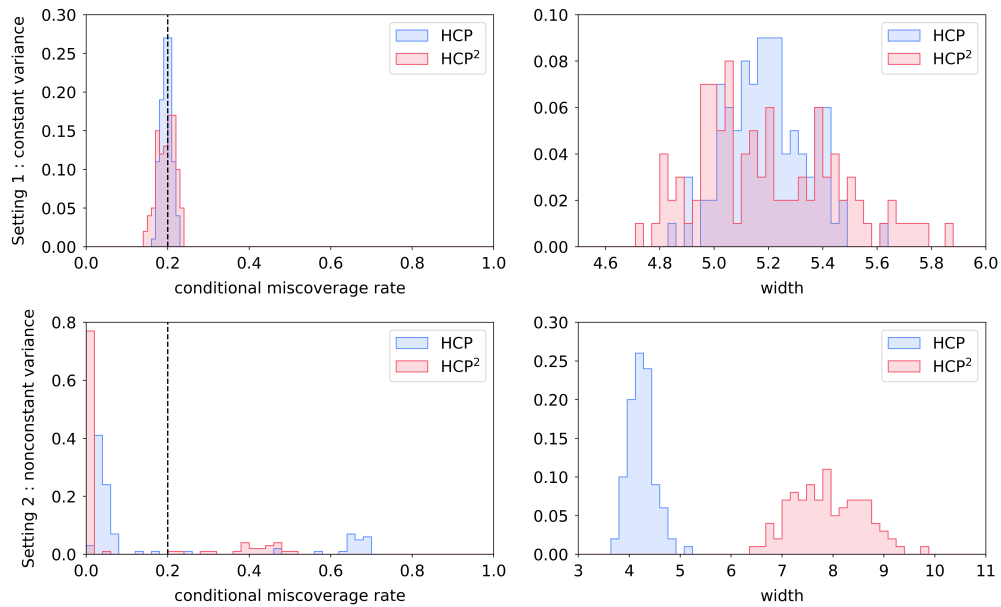 Setting 1 : constant variance
0.30
0.25
0.20
0.15
0.10
0.05
0.00
HCP
HCP²
0.0 0.2 0.4 0.6 0.8 1.0
conditional miscoverage rate
0.10
0.08
0.06
0.04
0.02
0.00
HCP
HCP²
4.6 4.8 5.0 5.2 5.4 5.6 5.8 6.0
width
Setting 2 : nonconstant variance
0.8
0.6
0.4
0.2
0.0
HCP
HCP²
0.0 0.2 0.4 0.6 0.8 1.0
conditional miscoverage rate
0.30
0.25
0.20
0.15
0.10
0.05
0.00
HCP
HCP²
3 4 5 6 7 8 9 10 11
width